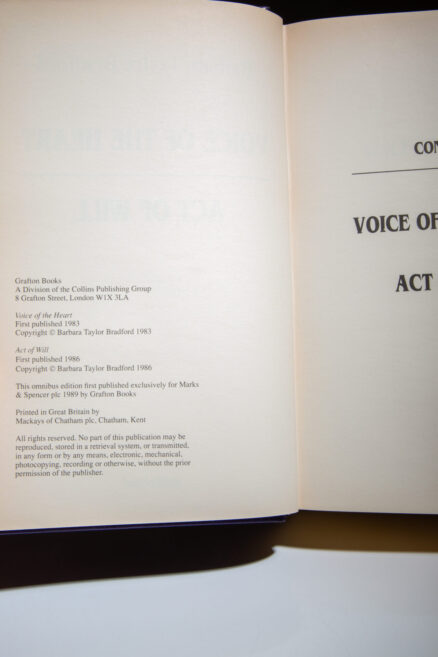 Grafton Books
A Division of the Collins Publishing Group
8 Grafton Street, London W1X 3LA
Voice of the Heart
First published 1983
Copyright © Barbara Taylor Bradford 1983
Act of Will
First published 1986
Copyright © Barbara Taylor Bradford 1986
This omnibus edition first published exclusively for Marks
& Spencer plc 1989 by Grafton Books
Printed in Great Britain by
Mackays of Chatham plc, Chatham, Kent
All rights reserved. No part of this publication may be
reproduced, stored in a retrieval system, or transmitted,
in any form or by any means, electronic, mechanical,
photocopying, recording or otherwise, without the prior
permission of the publisher.
CON
VOICE OF
ACT